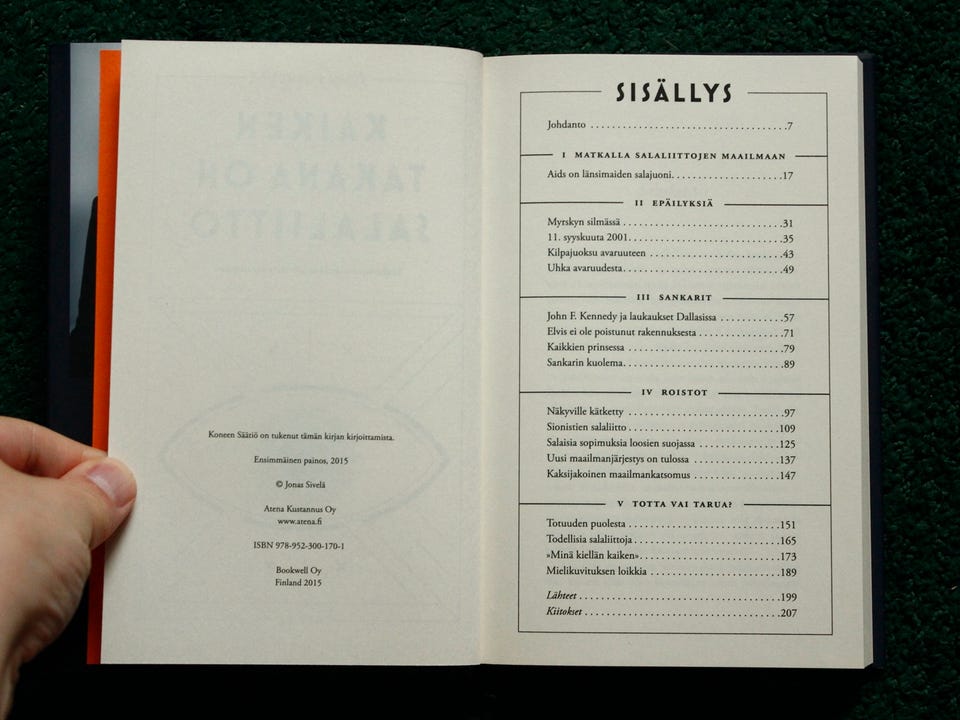 Koneen Säätiö on tukenut tämän kirjan kirjoittamista.
Ensimmäinen painos, 2015
© Jonas Sivelä
Atena Kustannus Oy
www.atena.fi
ISBN 978-952-300-170-1
Bookwell Oy
Finland 2015
SISÄLLYS
Johdanto . . . . . . . . . . . . . . . . . . . . . . . . . . . . . . . . . . . .7
I MATKALLA SALALIITTOJEN MAAILMAAN
Aids on länsimaiden salajuoni. . . . . . . . . . . . . . . . . . . . .17
II EPÄILYKSIÄ
Myrskyn silmässä . . . . . . . . . . . . . . . . . . . . . . . . . . . . .31
11. syyskuuta 2001. . . . . . . . . . . . . . . . . . . . . . . . . . . .35
Kilpajuoksu avaruuteen . . . . . . . . . . . . . . . . . . . . . . . .43
Uhka avaruudesta. . . . . . . . . . . . . . . . . . . . . . . . . . . . .49
III SANKARIT
John F. Kennedy ja laukaukset Dallasissa . . . . . . . . . . . .57
Elvis ei ole poistunut rakennuksesta . . . . . . . . . . . . . . . .71
Kaikkien prinsessa . . . . . . . . . . . . . . . . . . . . . . . . . . . .79
Sankarin kuolema. . . . . . . . . . . . . . . . . . . . . . . . . . . . .89
IV ROISTOT
Näkyville kätketty . . . . . . . . . . . . . . . . . . . . . . . . . . . .97
Sionistien salaliitto . . . . . . . . . . . . . . . . . . . . . . . . . . .109
Salaisia sopimuksia loosien suojassa . . . . . . . . . . . . . . .125
Uusi maailmanjärjestys on tulossa . . . . . . . . . . . . . . . .137
Kaksijakoinen maailmankatsomus . . . . . . . . . . . . . . . .147
V TOTTA VAI TARUA?
Totuuden puolesta . . . . . . . . . . . . . . . . . . . . . . . . . . .151
Todellisia salaliittoja . . . . . . . . . . . . . . . . . . . . . . . . . .165
»Minä kiellän kaiken». . . . . . . . . . . . . . . . . . . . . . . . .173
Mielikuvituksen loikkia . . . . . . . . . . . . . . . . . . . . . . . .189
Lähteet . . . . . . . . . . . . . . . . . . . . . . . . . . . . . . . . . . .199
Kiitokset . . . . . . . . . . . . . . . . . . . . . . . . . . . . . . . . . .207